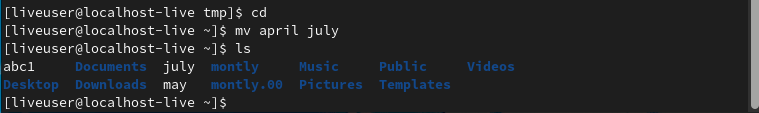 [liveuser@localhost-live tmp]$ cd
[liveuser@localhost-live ~]$ mv april july
[liveuser@localhost-live ~]$ ls
abc1 Documents july montly Music Public Videos
Desktop Downloads may montly.00 Pictures Templates
[liveuser@localhost-live ~]$